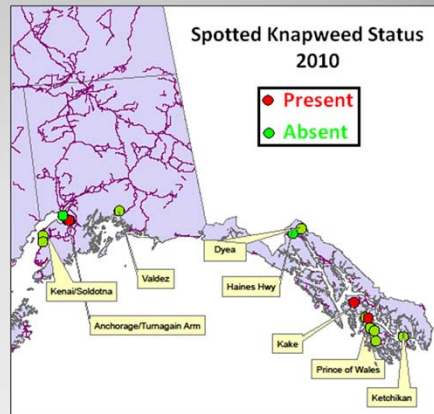 Spotted Knapweed Status
2010
Present
Absent
Dyea
Valdez
Kenai/Soldotna
Haines Hwy
Anchorage/Turnagain Arm
Kake
Prince of Wales
Ketchikan